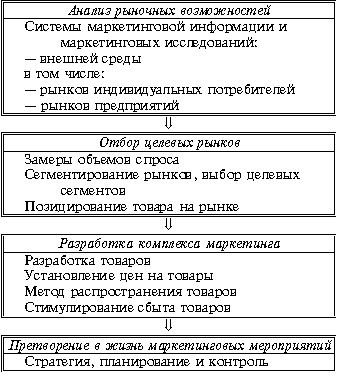 Анализ рыночных возможностей
Системы маркетинговой информации и
маркетинговых исследований:
— внешней среды
в том числе:
— рынков индивидуальных потребителей
— рынков предприятий
⇓
Отбор целевых рынков
Замеры объемов спроса
Сегментирование рынков, выбор целевых
сегментов
Позицирование товара на рынке
⇓
Разработка комплекса маркетинга
Разработка товаров
Установление цен на товары
Метод распространения товаров
Стимулирование сбыта товаров
⇓
Претворение в жизнь маркетинговых мероприятий
Стратегия, планирование и контроль